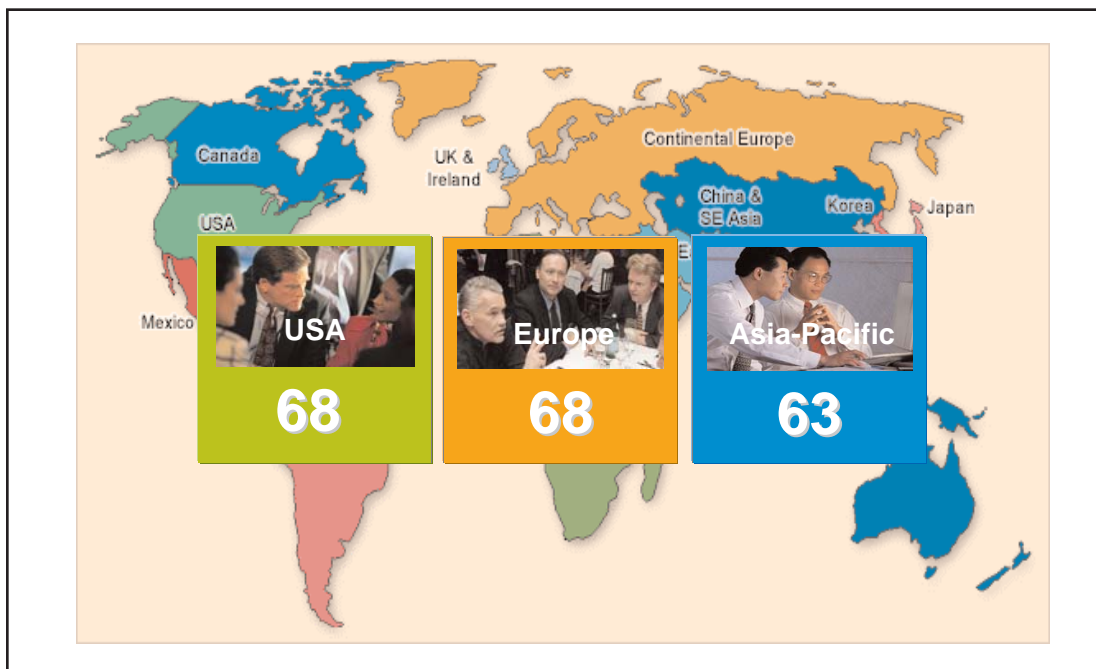 Canada
UK &
Ireland
Continental Europe
USA
China &
SE Asia
Korea
Japan
Mexico
USA
Europe
Asia-Pacific
68
68
63